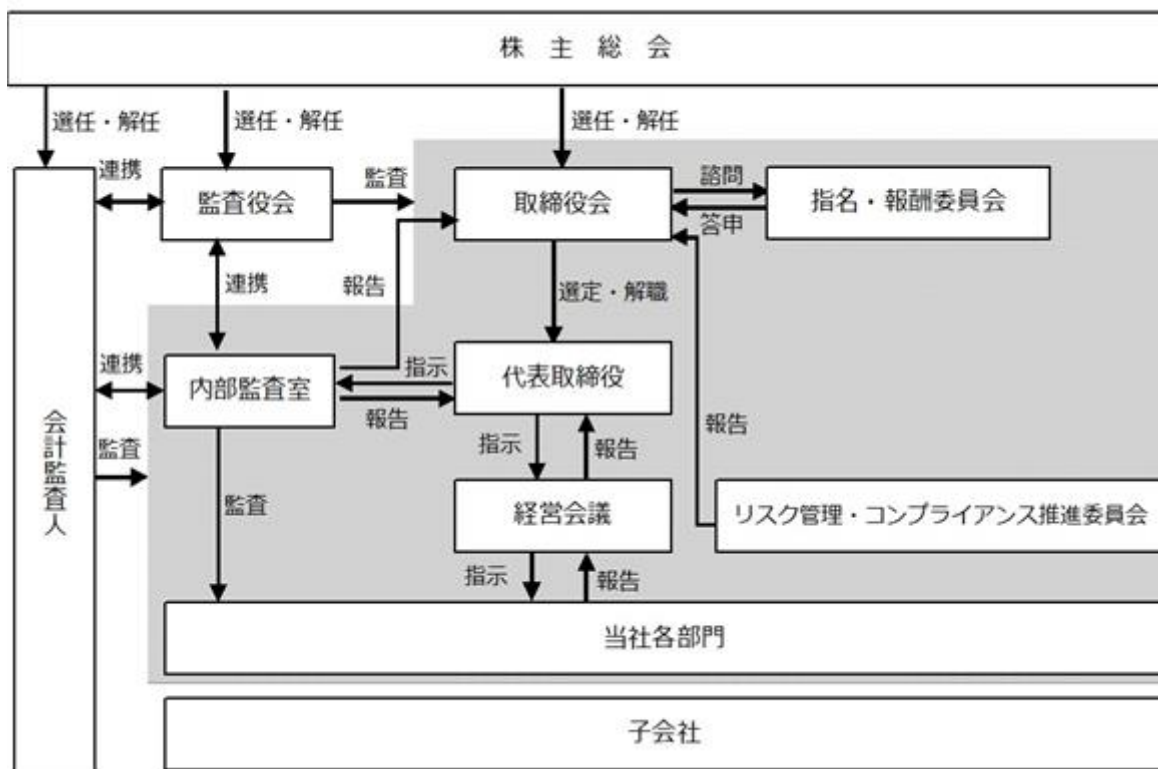 株 主 総 会
選任・解任
選任・解任
選任・解任
連携
監査役会
監査
取締役会
諮問
答申
指名・報酬委員会
連携
報告
選定・解職
連携
内部監査室
指示
報告
代表取締役
報告
会計監査人
監査
指示
報告
監査
経営会議
リスク管理・コンプライアンス推進委員会
指示
報告
当社各部門
子会社